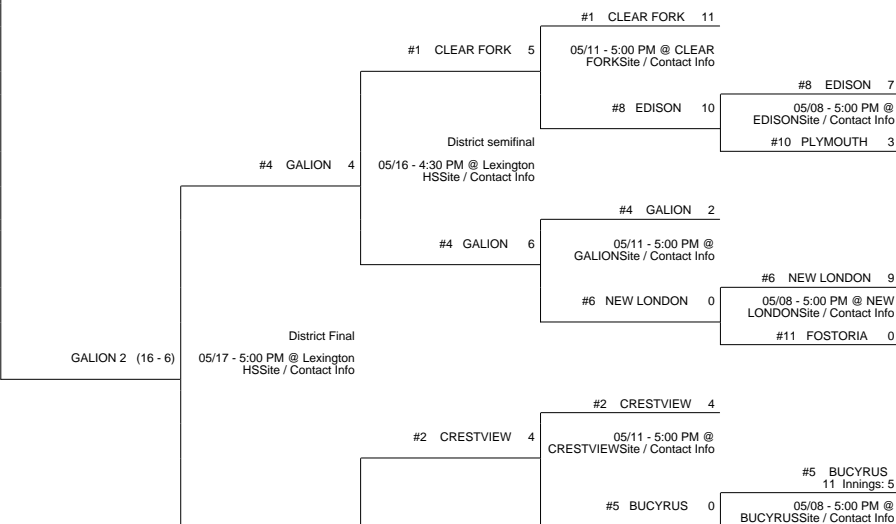 #1 CLEAR FORK 11
#1 CLEAR FORK 5
05/11 - 5:00 PM @ CLEAR
FORKSite / Contact Info
#8 EDISON 7
#8 EDISON 10
05/08 - 5:00 PM @
EDISONSite / Contact Info
#10 PLYMOUTH 3
District semifinal
#4 GALION 4
05/16 - 4:30 PM @ Lexington
HSSite / Contact Info
#4 GALION 2
#4 GALION 6
05/11 - 5:00 PM @
GALIONSite / Contact Info
#6 NEW LONDON 9
#6 NEW LONDON 0
05/08 - 5:00 PM @ NEW
LONDONSite / Contact Info
#11 FOSTORIA 0
District Final
GALION 2 (16 - 6)
05/17 - 5:00 PM @ Lexington
HSSite / Contact Info
#2 CRESTVIEW 4
#2 CRESTVIEW 4
05/11 - 5:00 PM @
CRESTVIEWSite / Contact Info
#5 BUCYRUS
11 Innings: 5
#5 BUCYRUS 0
05/08 - 5:00 PM @
BUCYRUSSite / Contact Info